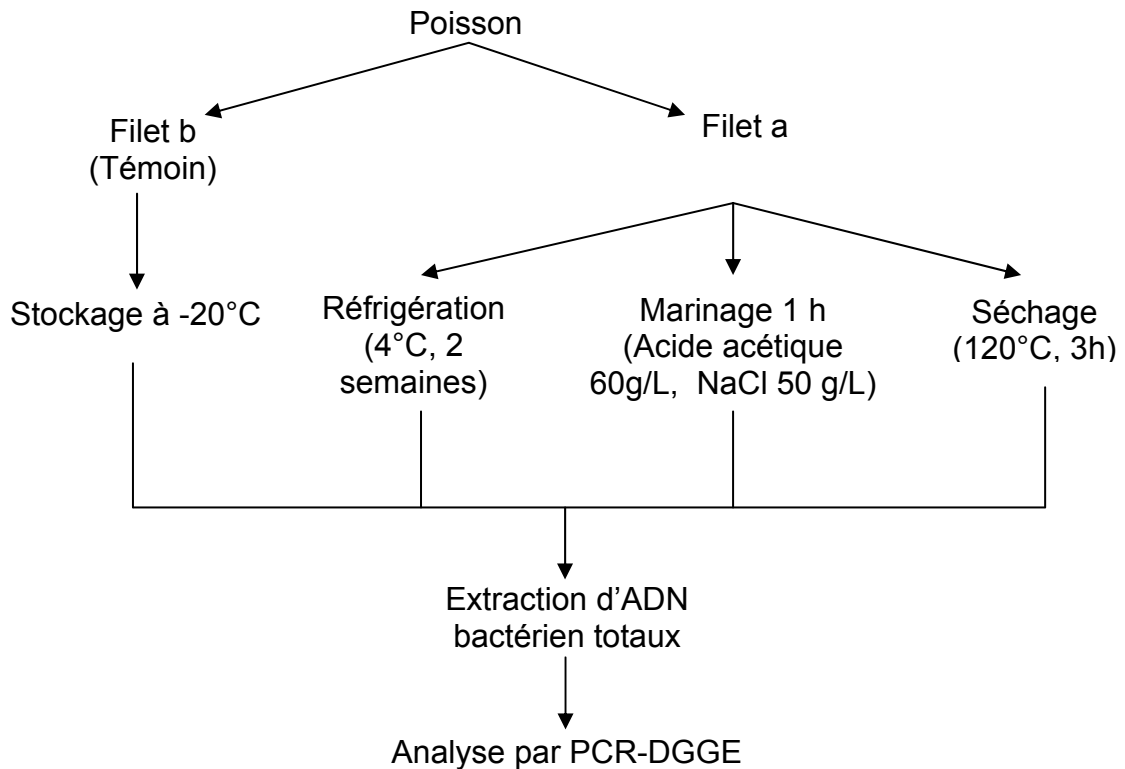 Poisson
Filet b
(Témoin)
Filet a
Stockage à -20°C
Réfrigération
(4°C, 2
semaines)
Marinage 1 h
(Acide acétique
60g/L, NaCl 50 g/L)
Séchage
(120°C, 3h)
Extraction d'ADN
bactérien totaux
Analyse par PCR-DGGE